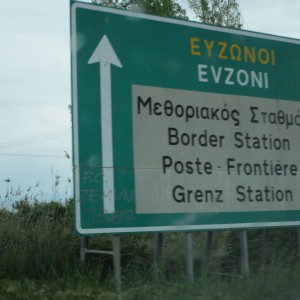 ΕΥΖΩΝΟΙ
EVZONI
Μεθοριακός Σταθμό
Border Station
Poste - Frontière
Grenz Station